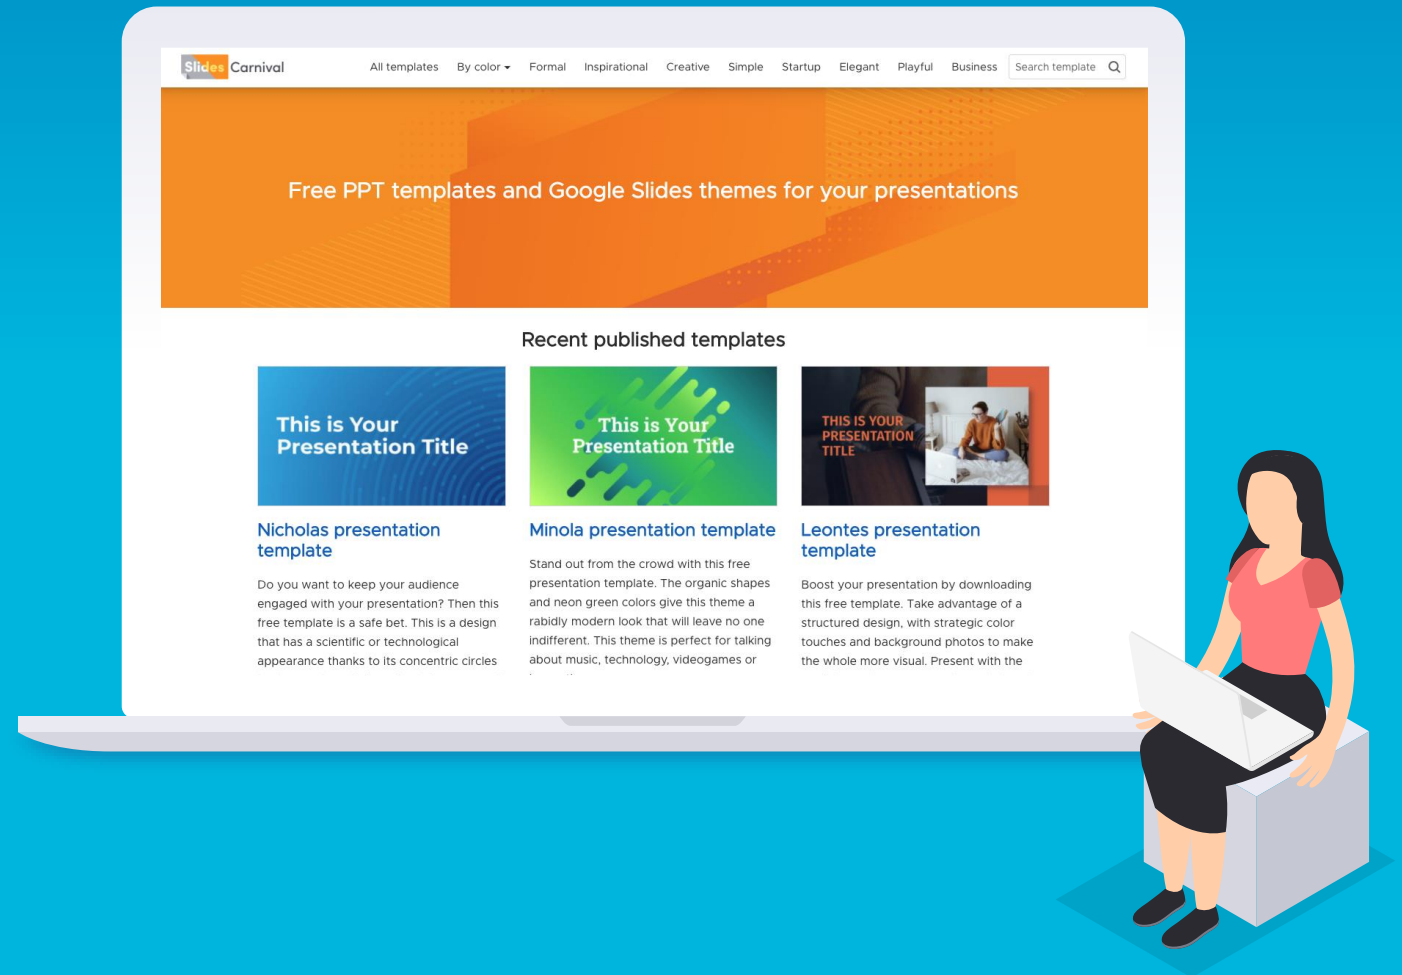 Slides Carnival
All templates By color Formal Inspirational Creative Simple Startup Elegant Playful Business Search template
Free PPT templates and Google Slides themes for your presentations
Recent published templates
This is Your
Presentation Title
Nicholas presentation
template
Do you want to keep your audience
engaged with your presentation? Then this
free template is a safe bet. This is a design
that has a scientific or technological
appearance thanks to its concentric circles
This is Your
Presentation Title
Minola presentation template
Stand out from the crowd with this free
presentation template. The organic shapes
and neon green colors give this theme a
rabidly modern look that will leave no one
indifferent. This theme is perfect for talking
about music, technology, videogames or
THIS IS YOUR
PRESENTATION
TITLE
Leontes presentation
template
Boost your presentation by downloading
this free template. Take advantage of a
structured design, with strategic color
touches and background photos to make
the whole more visual. Present with the